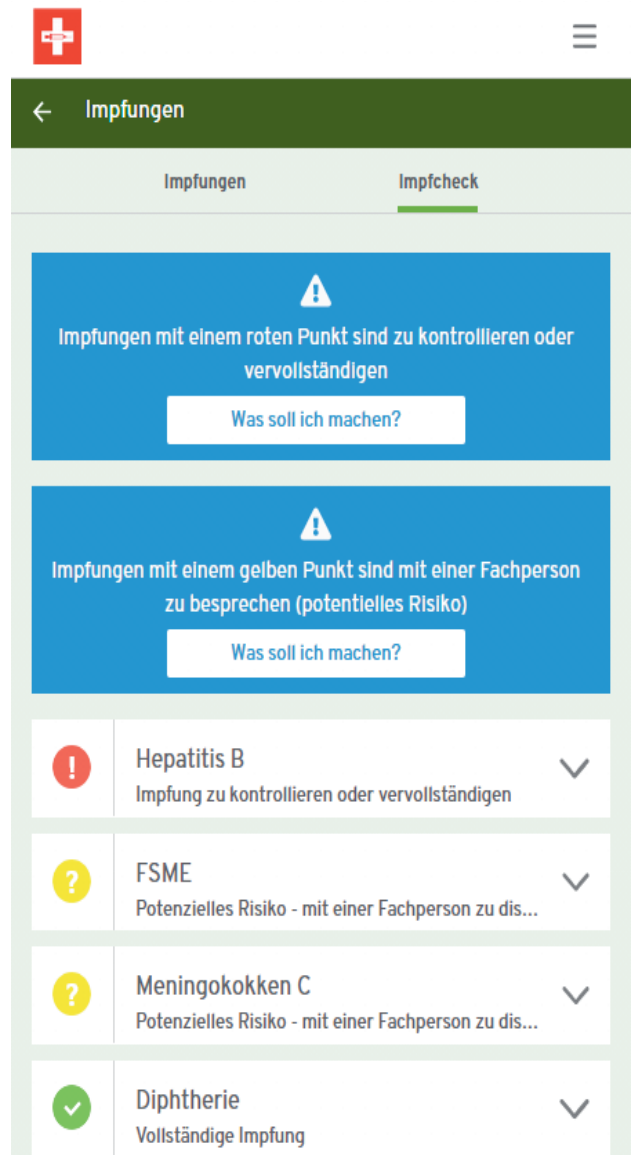 Impfungen
Impfungen Impfcheck
Impfungen mit einem roten Punkt sind zu kontrollieren oder
vervollständigen
Was soll ich machen?
Impfungen mit einem gelben Punkt sind mit einer Fachperson
zu besprechen (potentielles Risiko)
Was soll ich machen?
Hepatitis B
Impfung zu kontrollieren oder vervollständigen
FSME
Potenzielles Risiko - mit einer Fachperson zu dis...
Meningokokken C
Potenzielles Risiko - mit einer Fachperson zu dis...
Diphtherie
Vollständige Impfung